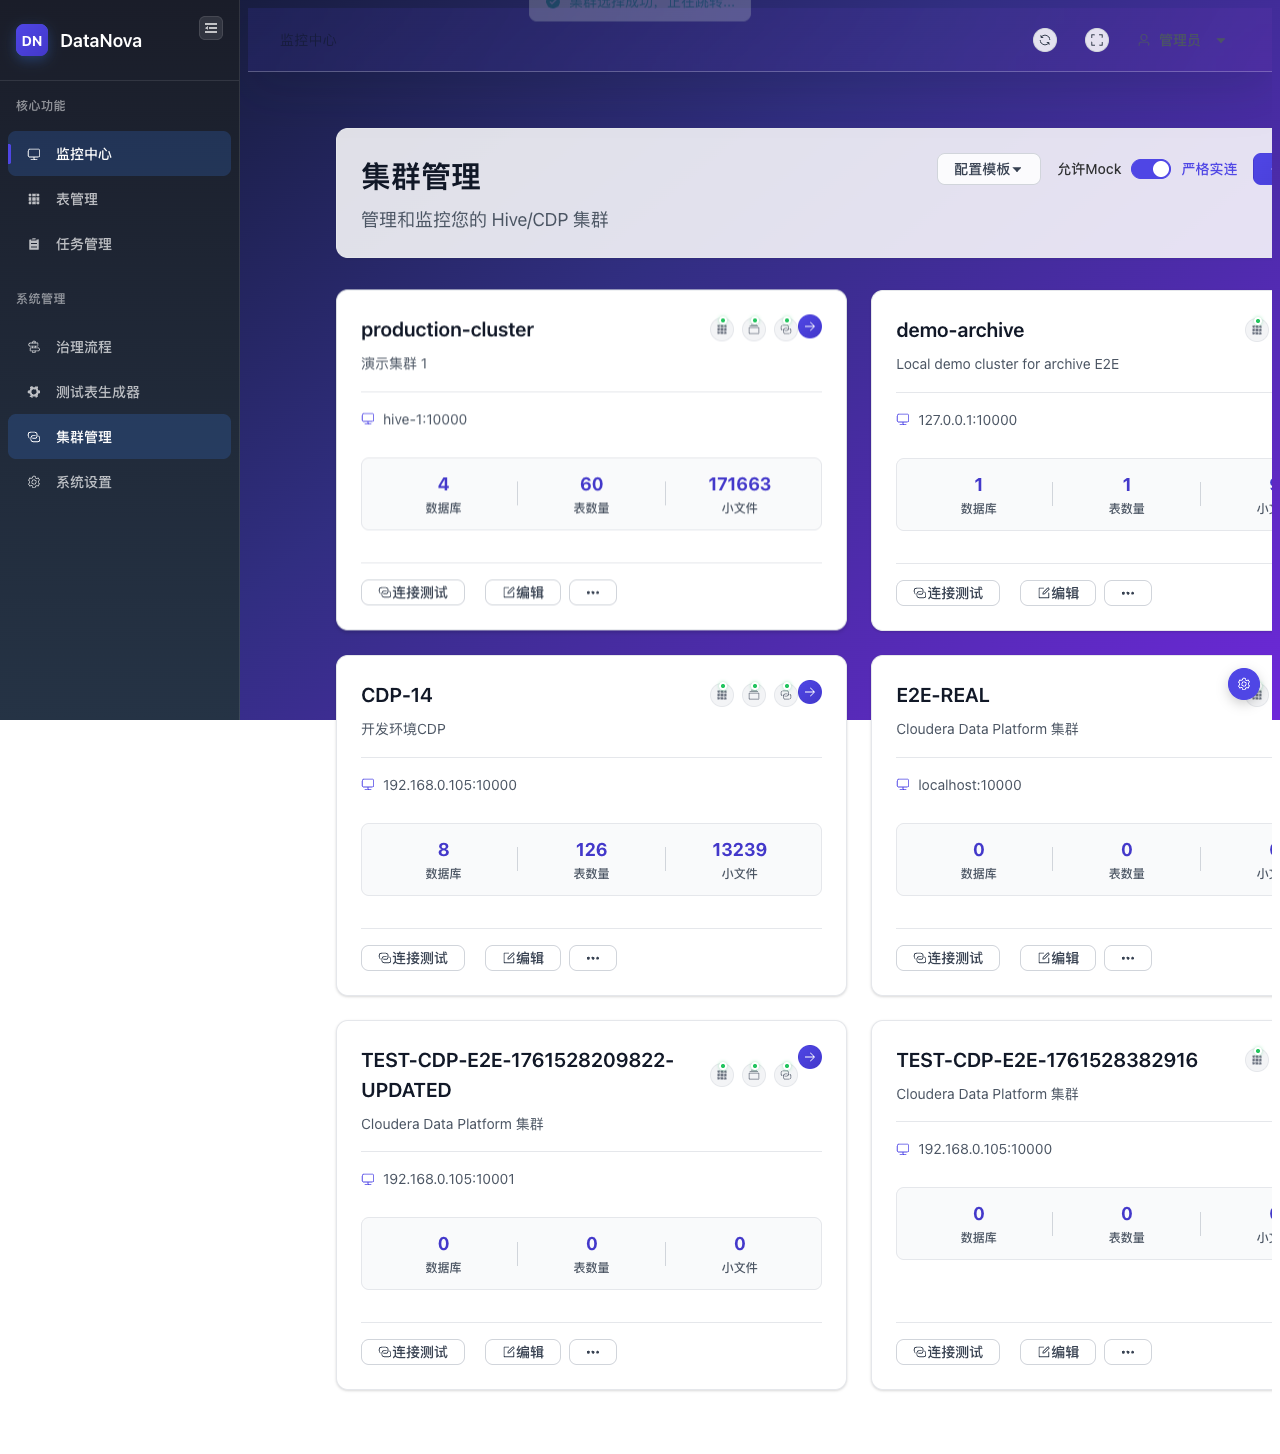 集群选择成功，正在跳转...
DN DataNova
监控中心
管理员
核心功能
监控中心
表管理
任务管理
系统管理
治理流程
测试表生成器
集群管理
系统设置
集群管理
管理和监控您的 Hive/CDP 集群
配置模板
允许Mock
严格实连
production-cluster
演示集群 1
hive-1:10000
4
数据库
60
表数量
171663
小文件
连接测试
编辑
demo-archive
Local demo cluster for archive E2E
127.0.0.1:10000
1
数据库
1
表数量
连接测试
编辑
CDP-14
开发环境CDP
192.168.0.105:10000
8
数据库
126
表数量
13239
小文件
连接测试
编辑
E2E-REAL
Cloudera Data Platform 集群
localhost:10000
0
数据库
0
表数量
连接测试
编辑
TEST-CDP-E2E-1761528209822-
UPDATED
Cloudera Data Platform 集群
192.168.0.105:10001
0
数据库
0
表数量
0
小文件
连接测试
编辑
TEST-CDP-E2E-1761528382916
Cloudera Data Platform 集群
192.168.0.105:10000
0
数据库
0
表数量
连接测试
编辑